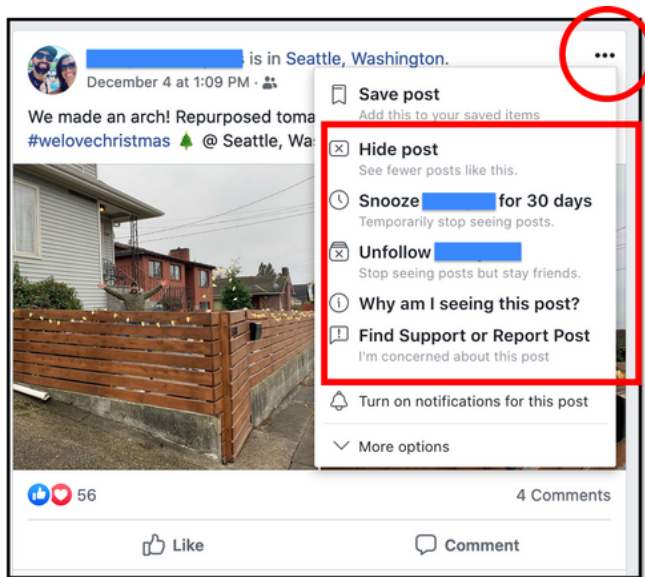 is in Seattle, Washington.
December 4 at 1:09 PM ·
We made an arch! Repurposed toma
#welovechristmas 🎄 @ Seattle, Wa
Save post
Add this to your saved items
Hide post
See fewer posts like this.
Snooze for 30 days
Temporarily stop seeing posts.
Unfollow
Stop seeing posts but stay friends.
Why am I seeing this post?
Find Support or Report Post
I'm concerned about this post
Turn on notifications for this post
More options
56
4 Comments
Like
Comment